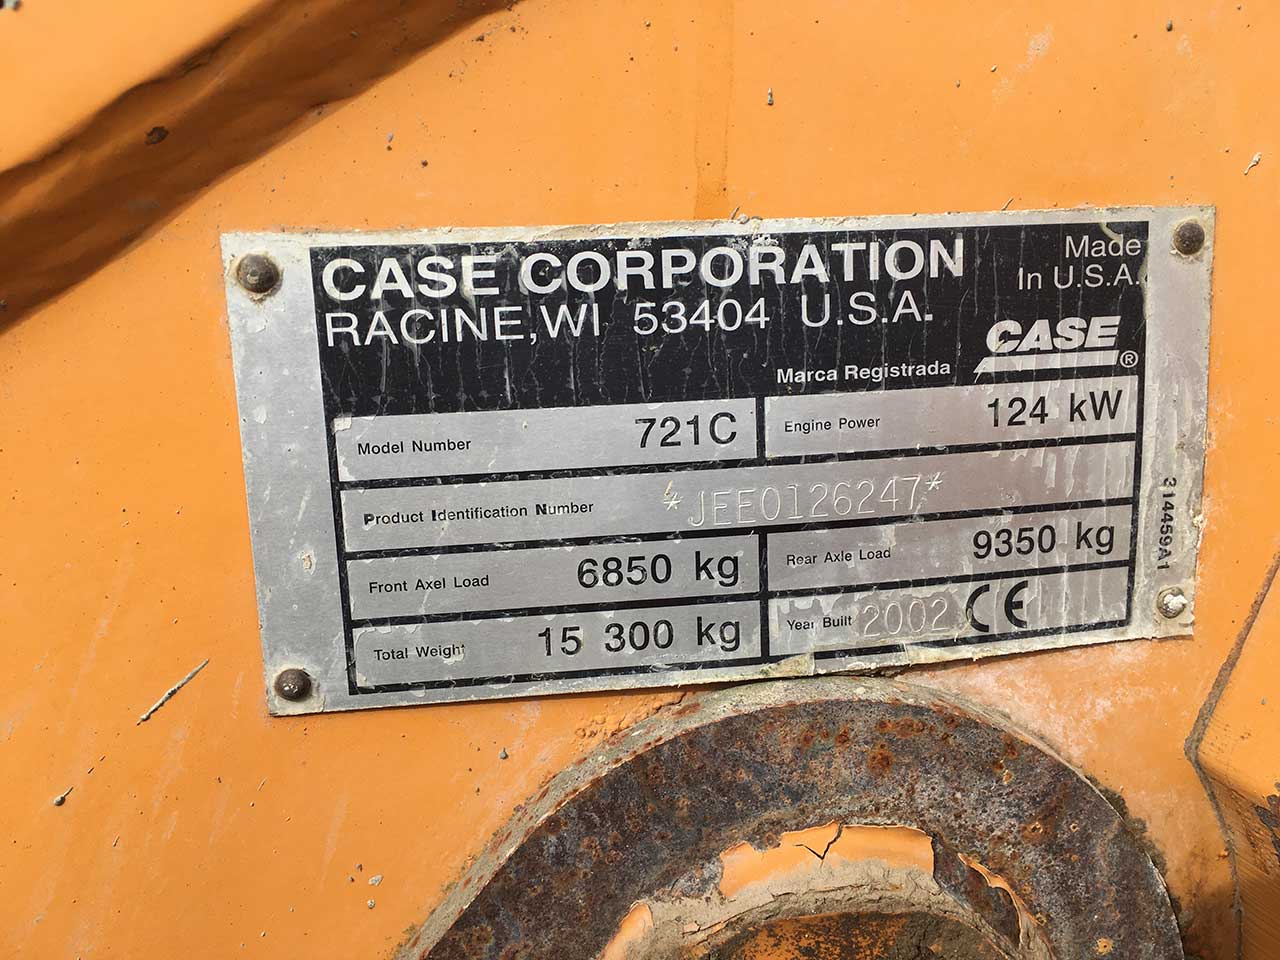 CASE CORPORATION
RACINE, WI 53404 U.S.A.
Made
In U.S.A.
CASE ®
Marca Registrada
Model Number 721C
Engine Power 124 kW
Product Identification Number *JEE0126247*
Front Axel Load 6850 kg
Rear Axle Load 9350 kg
Total Weight 15 300 kg
Year Built 2002 CE
314459A1